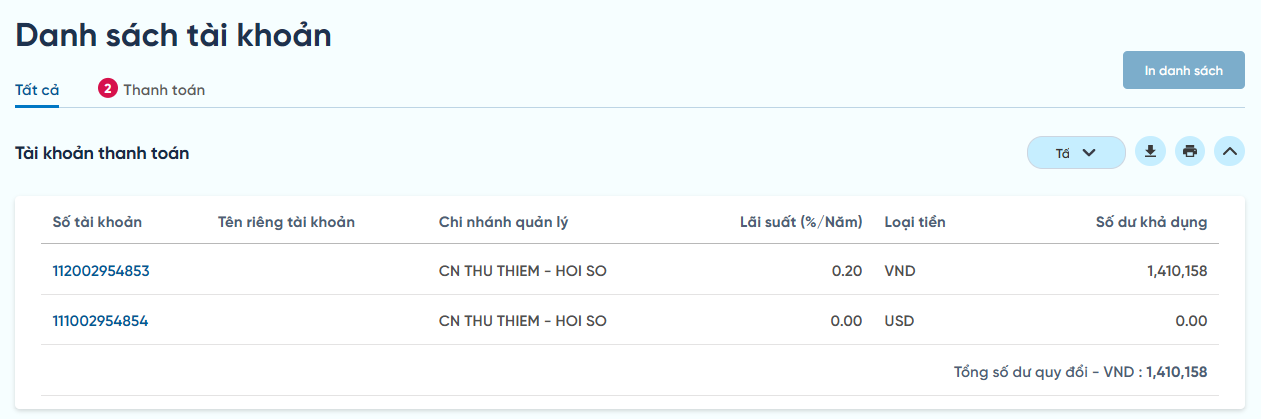 Danh sách tài khoản
In danh sách
Tất cả 2 Thanh toán
Tài khoản thanh toán Tấ
Số tài khoản Tên riêng tài khoản Chi nhánh quản lý Lãi suất (%/Năm) Loại tiền Số dư khả dụng
112002954853 CN THU THIEM - HOI SO 0.20 VND 1,410,158
111002954854 CN THU THIEM - HOI SO 0.00 USD 0.00
Tổng số dư quy đổi - VND : 1,410,158